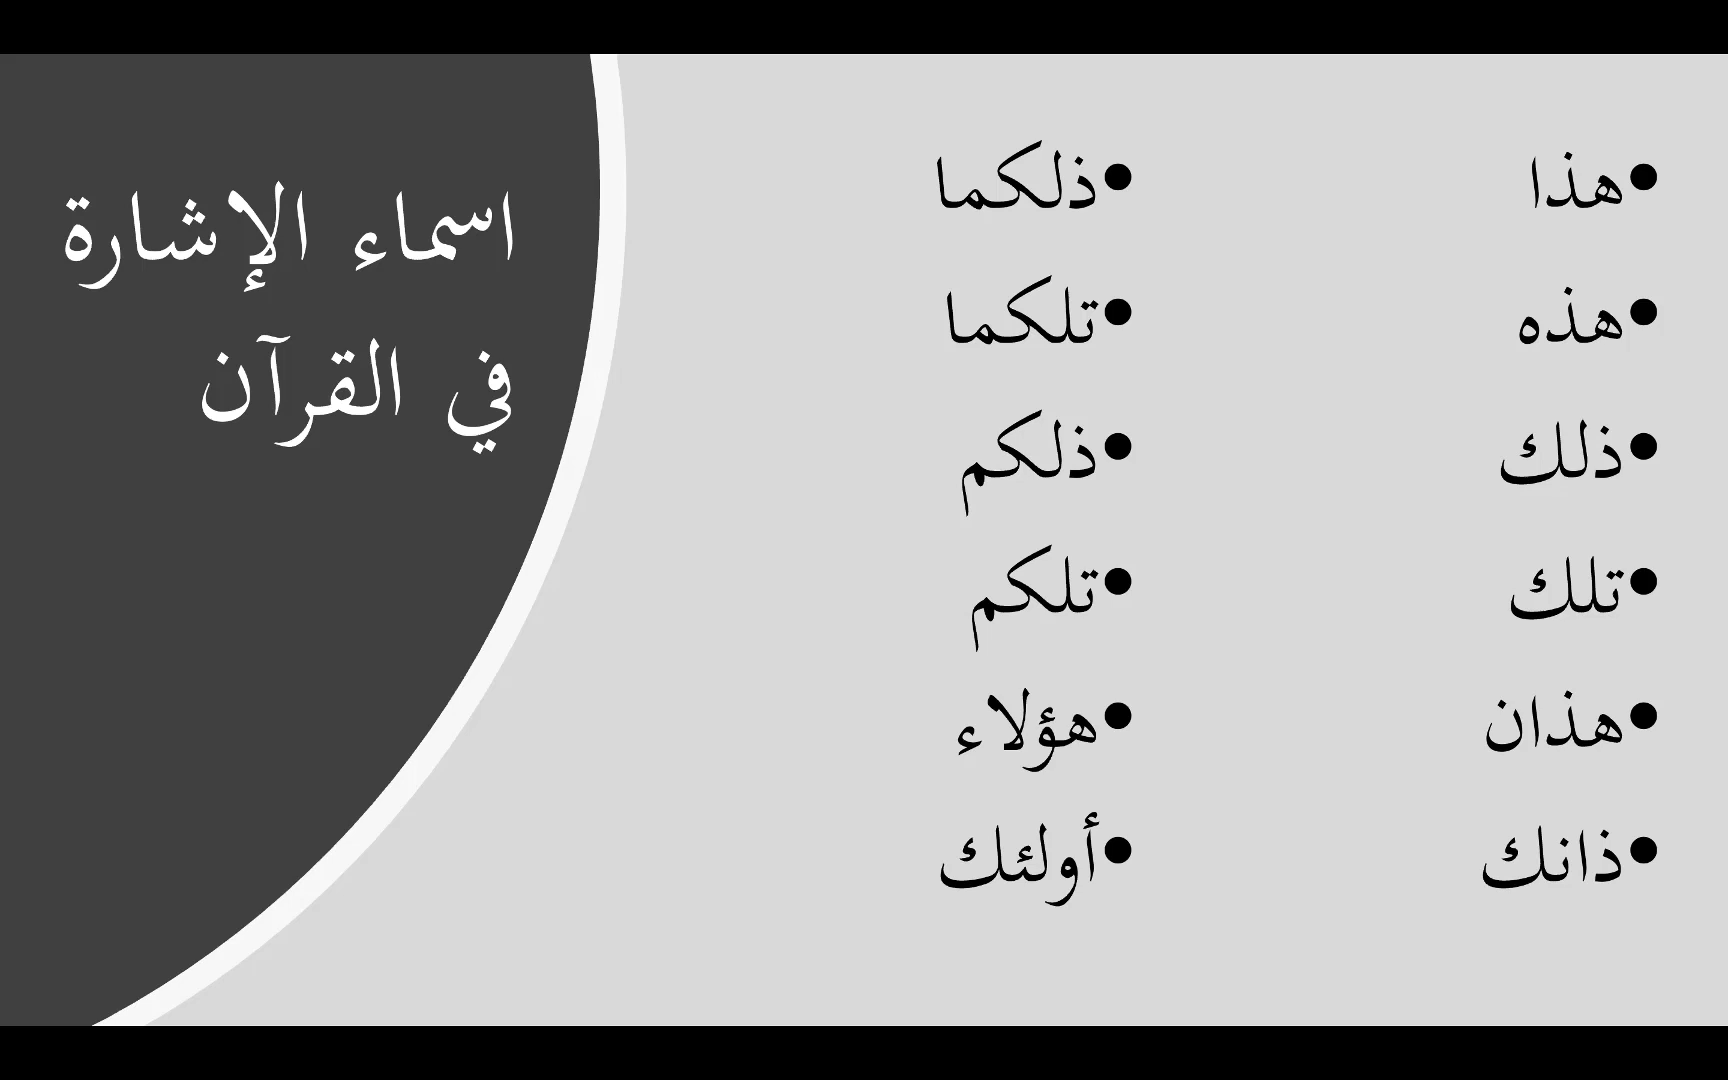 اسماء الإشارة
في القرآن
•هذا
•هذه
•ذلك
•تلك
•هذان
•ذانك
•ذلكما
•تلكما
•ذلكم
•تلكم
•هؤلاء
•أولئك